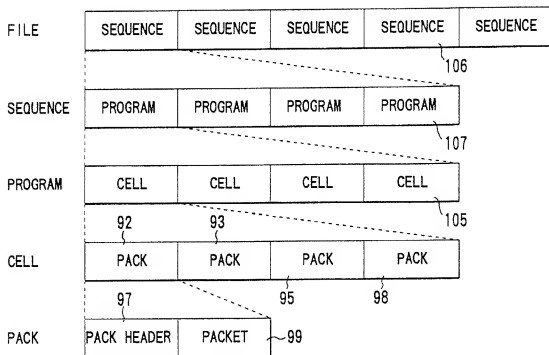 FILE SEQUENCE SEQUENCE SEQUENCE SEQUENCE SEQUENCE
106
SEQUENCE PROGRAM PROGRAM PROGRAM PROGRAM
107
PROGRAM CELL CELL CELL CELL
92 93 105
CELL PACK PACK PACK PACK
97 95 98
PACK PACK HEADER PACKET 99